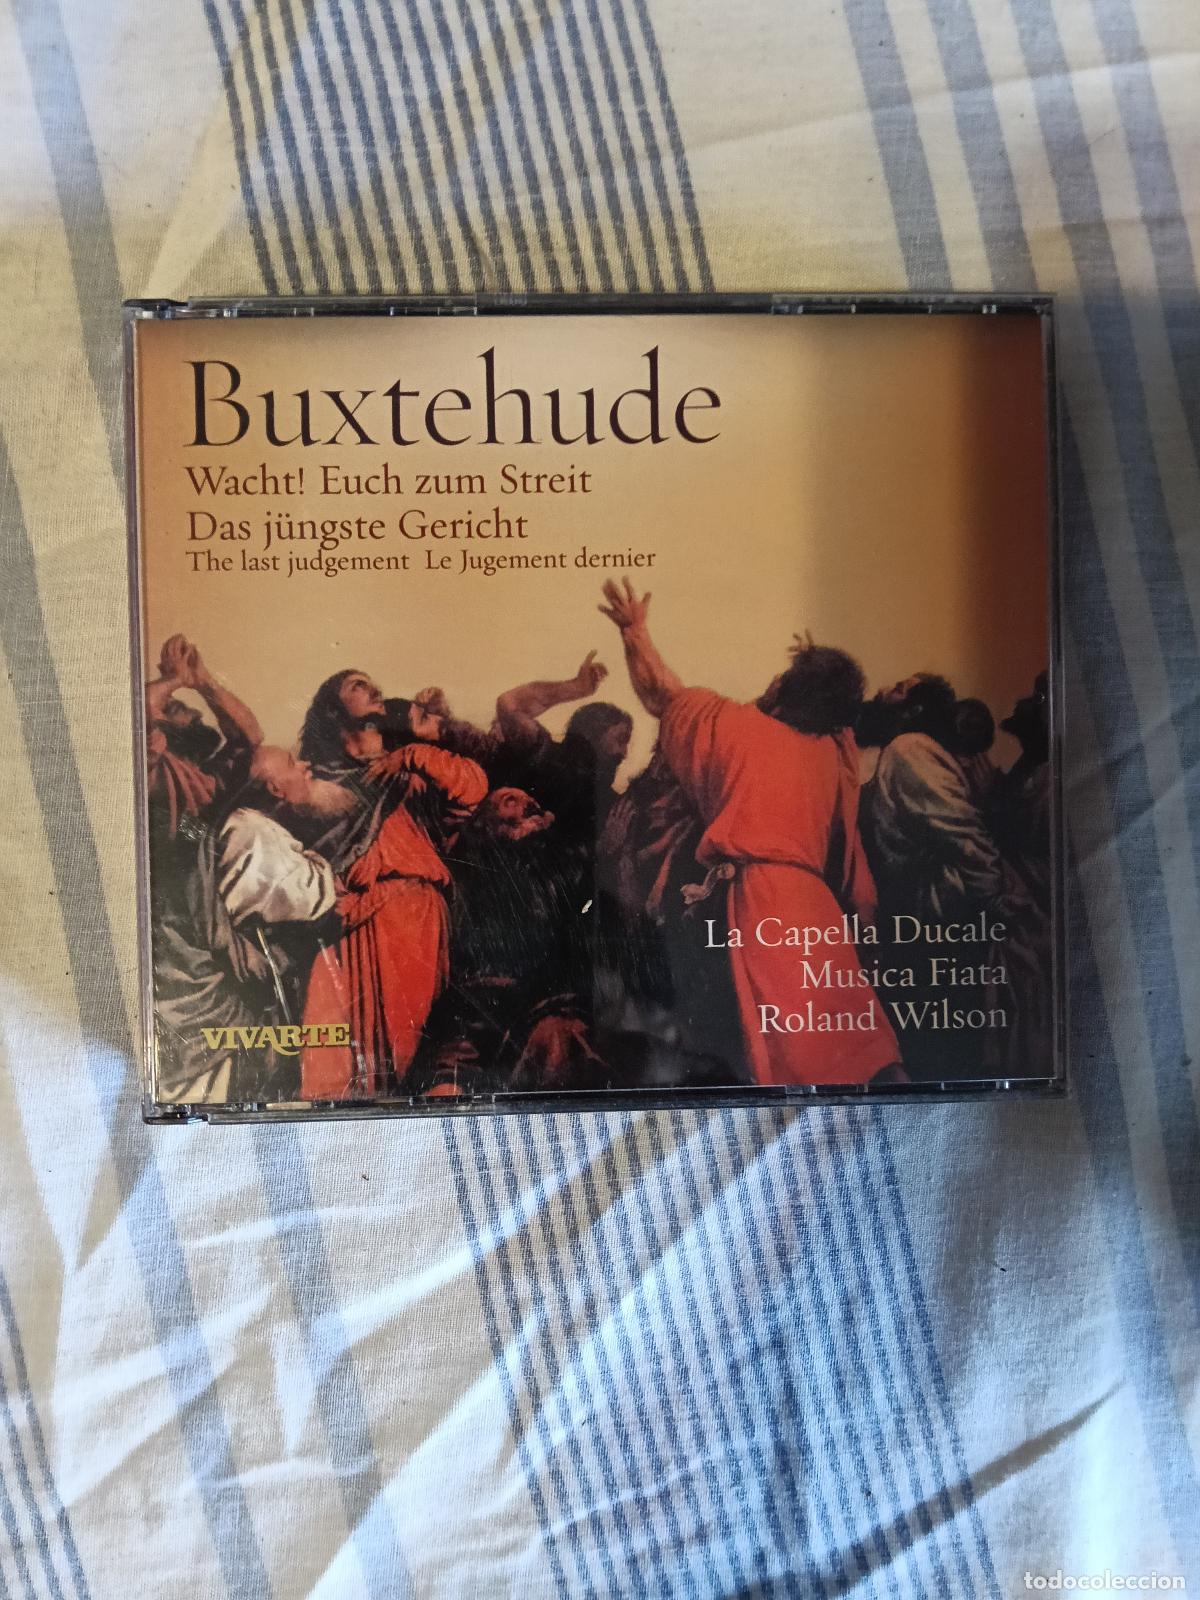 Buxtehude
Wacht! Euch zum Streit
Das jüngste Gericht
The last judgement Le Jugement dernier
La Capella Ducale
Musica Fiata
Roland Wilson
VIVARTE
todocoleccion